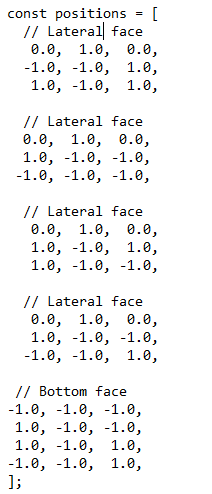 const positions = [
  // Lateral face
   0.0,  1.0,  0.0,
  -1.0, -1.0,  1.0,
   1.0, -1.0,  1.0,

  // Lateral face
  0.0,  1.0,  0.0,
  1.0, -1.0, -1.0,
 -1.0, -1.0, -1.0,

  // Lateral face
   0.0,  1.0,  0.0,
   1.0, -1.0,  1.0,
   1.0, -1.0, -1.0,

  // Lateral face
   0.0,  1.0,  0.0,
   1.0, -1.0, -1.0,
  -1.0, -1.0,  1.0,

 // Bottom face
-1.0, -1.0, -1.0,
 1.0, -1.0, -1.0,
 1.0, -1.0,  1.0,
-1.0, -1.0,  1.0,
];